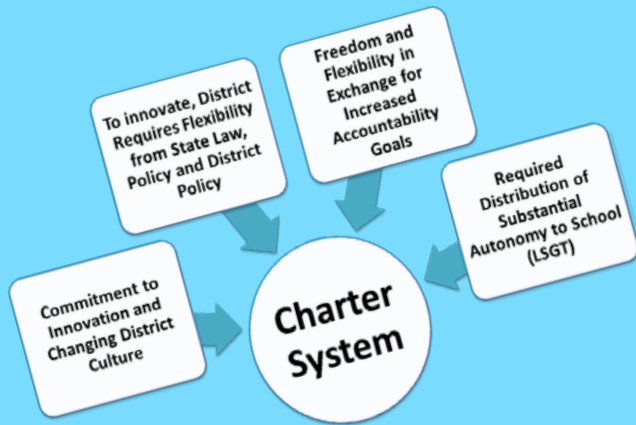 Commitment to
Innovation and
Changing District
Culture
To innovate, District
Requires Flexibility
from State Law,
Policy and District
Policy
Freedom and
Flexibility in
Exchange for
Increased
Accountability
Goals
Required
Distribution of
Substantial
Autonomy to School
(LSGT)
Charter
System